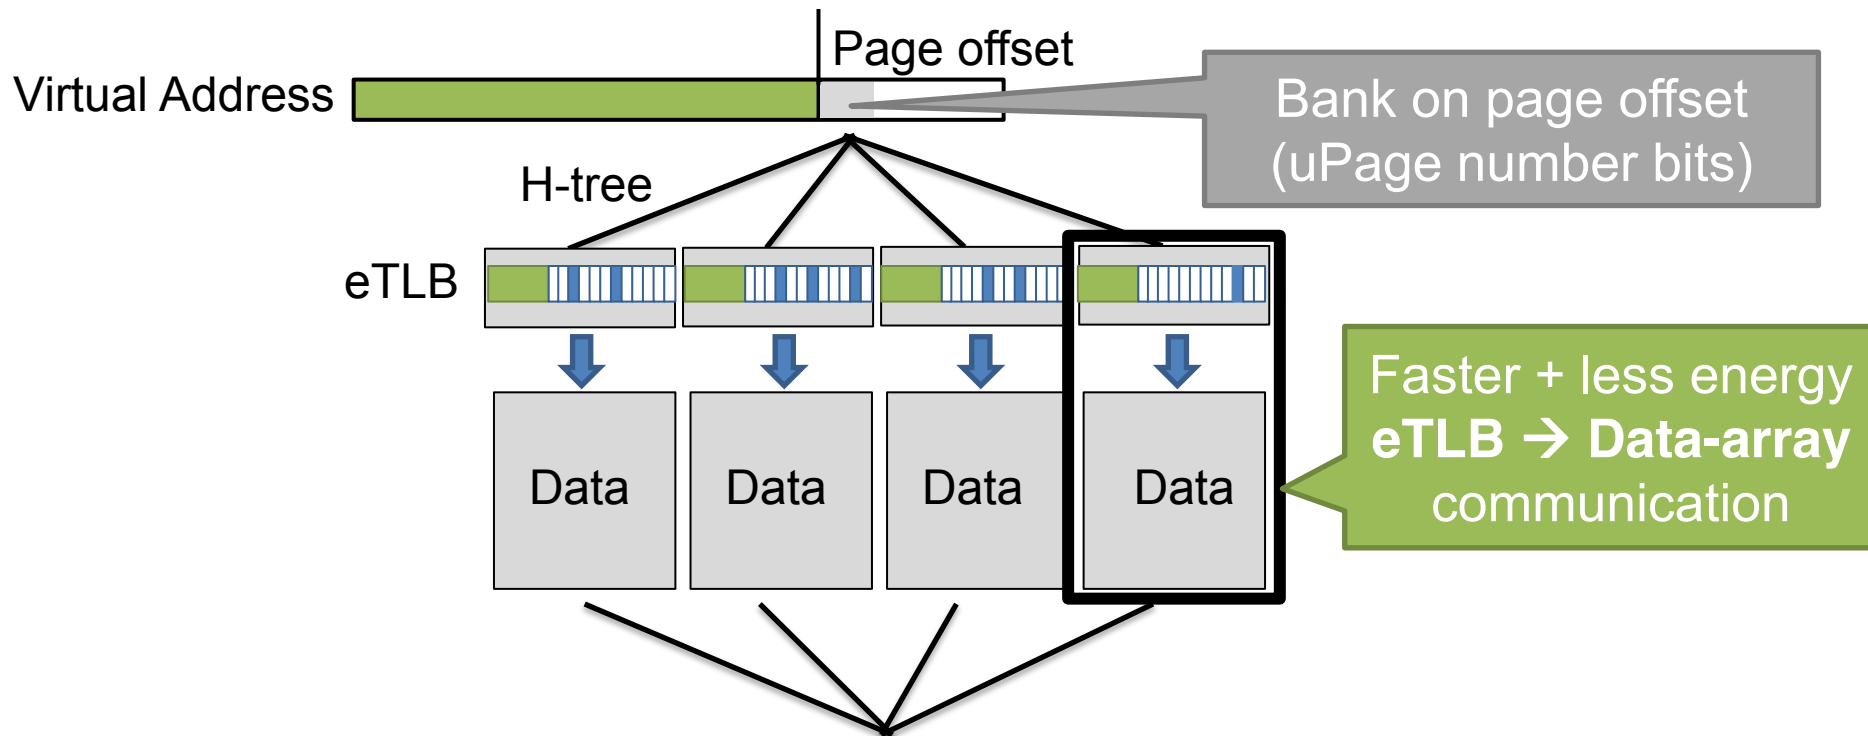 Page offset
Virtual Address
Bank on page offset
(uPage number bits)
H-tree
eTLB
Faster + less energy
eTLB → Data-array
communication
Data
Data
Data
Data